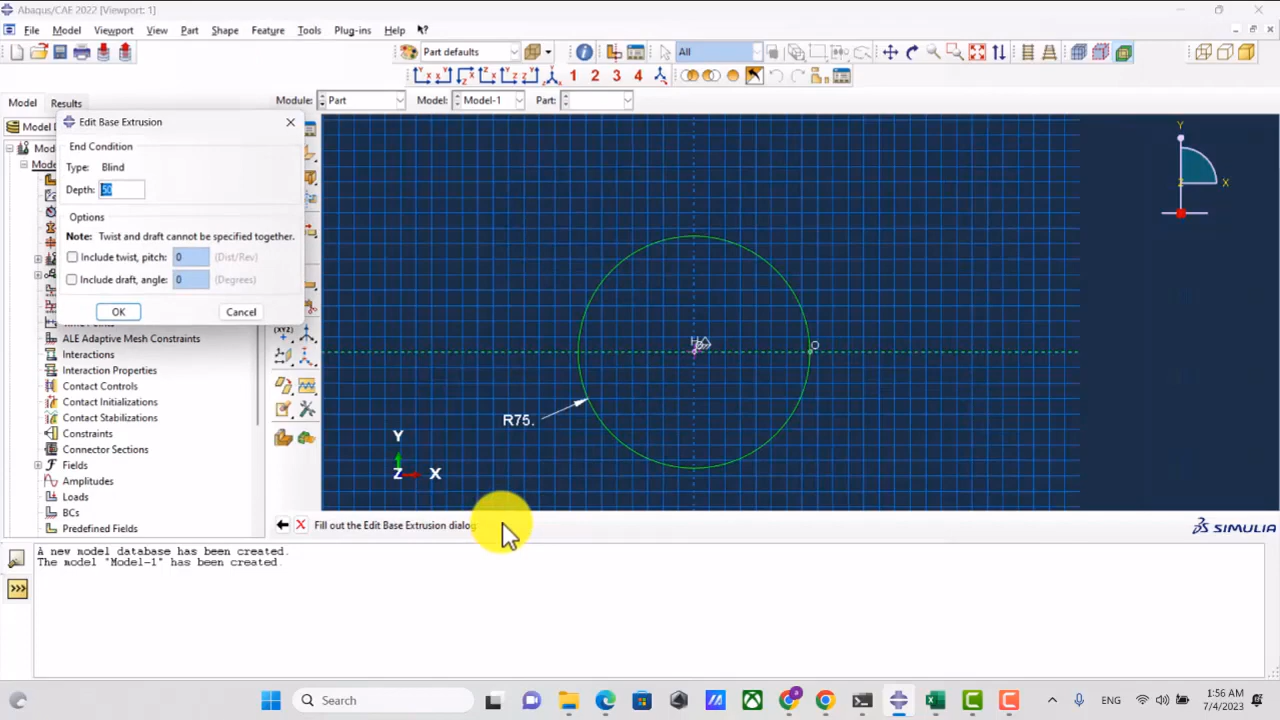 Abaqus/CAE 2022 [Viewport: 1]
File Model Viewport View Part Shape Feature Tools Plug-ins Help
Part defaults All
1 2 3 4
Model Results Module: Part Model: Model-1 Part:
Edit Base Extrusion
End Condition
Type: Blind
Depth: 50
Options
Note: Twist and draft cannot be specified together.
Include twist, pitch: 0 (Dist/Rev)
Include draft, angle: 0 (Degrees)
OK Cancel
ALE Adaptive Mesh Constraints
Interactions
Interaction Properties
Contact Controls
Contact Initializations
Contact Stabilizations
Constraints
Connector Sections
Fields
Amplitudes
Loads
BCs
Predefined Fields
Y
Z X
H
R75.
Y
Z X
Fill out the Edit Base Extrusion dialog
SIMULIA
A new model database has been created.
The model "Model-1" has been created.
Search
ENG
1:56 AM
7/4/2023